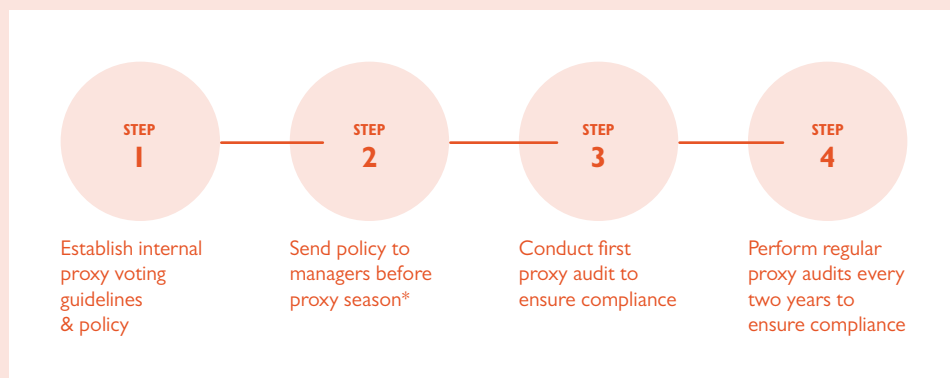 STEP
1
Establish internal
proxy voting
guidelines
& policy
STEP
2
Send policy to
managers before
proxy season*
STEP
3
Conduct first
proxy audit to
ensure compliance
STEP
4
Perform regular
proxy audits every
two years to
ensure compliance